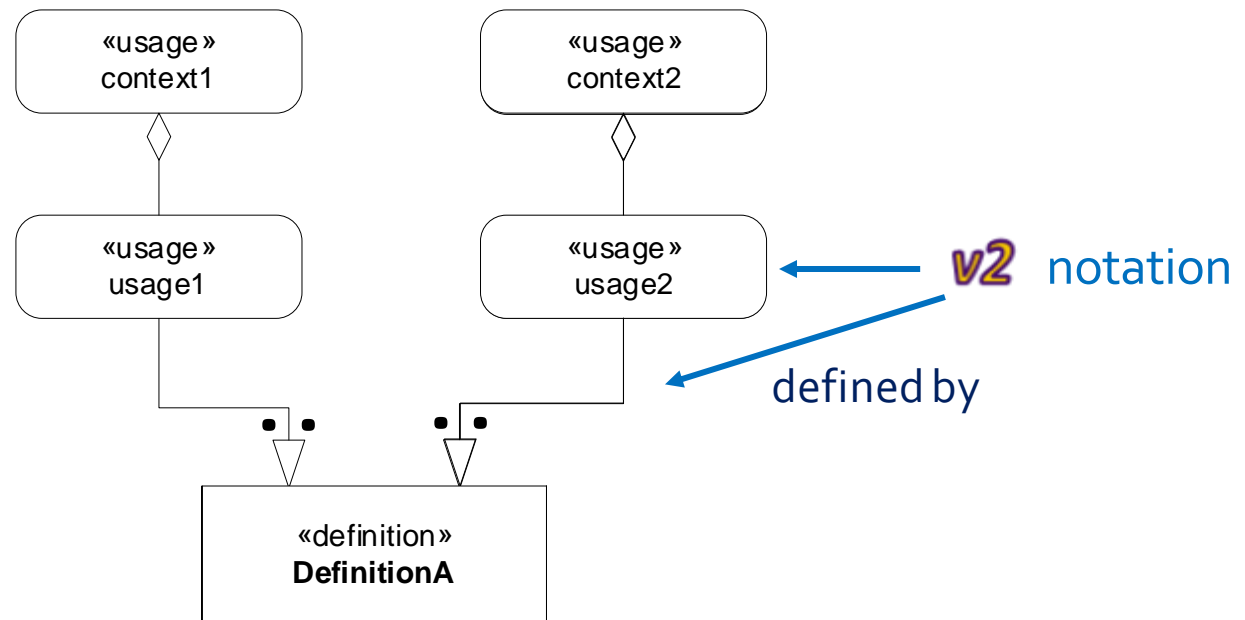 «usage»
context1
«usage»
context2
«usage»
usage1
«usage»
usage2
v2 notation
defined by
«definition»
DefinitionA